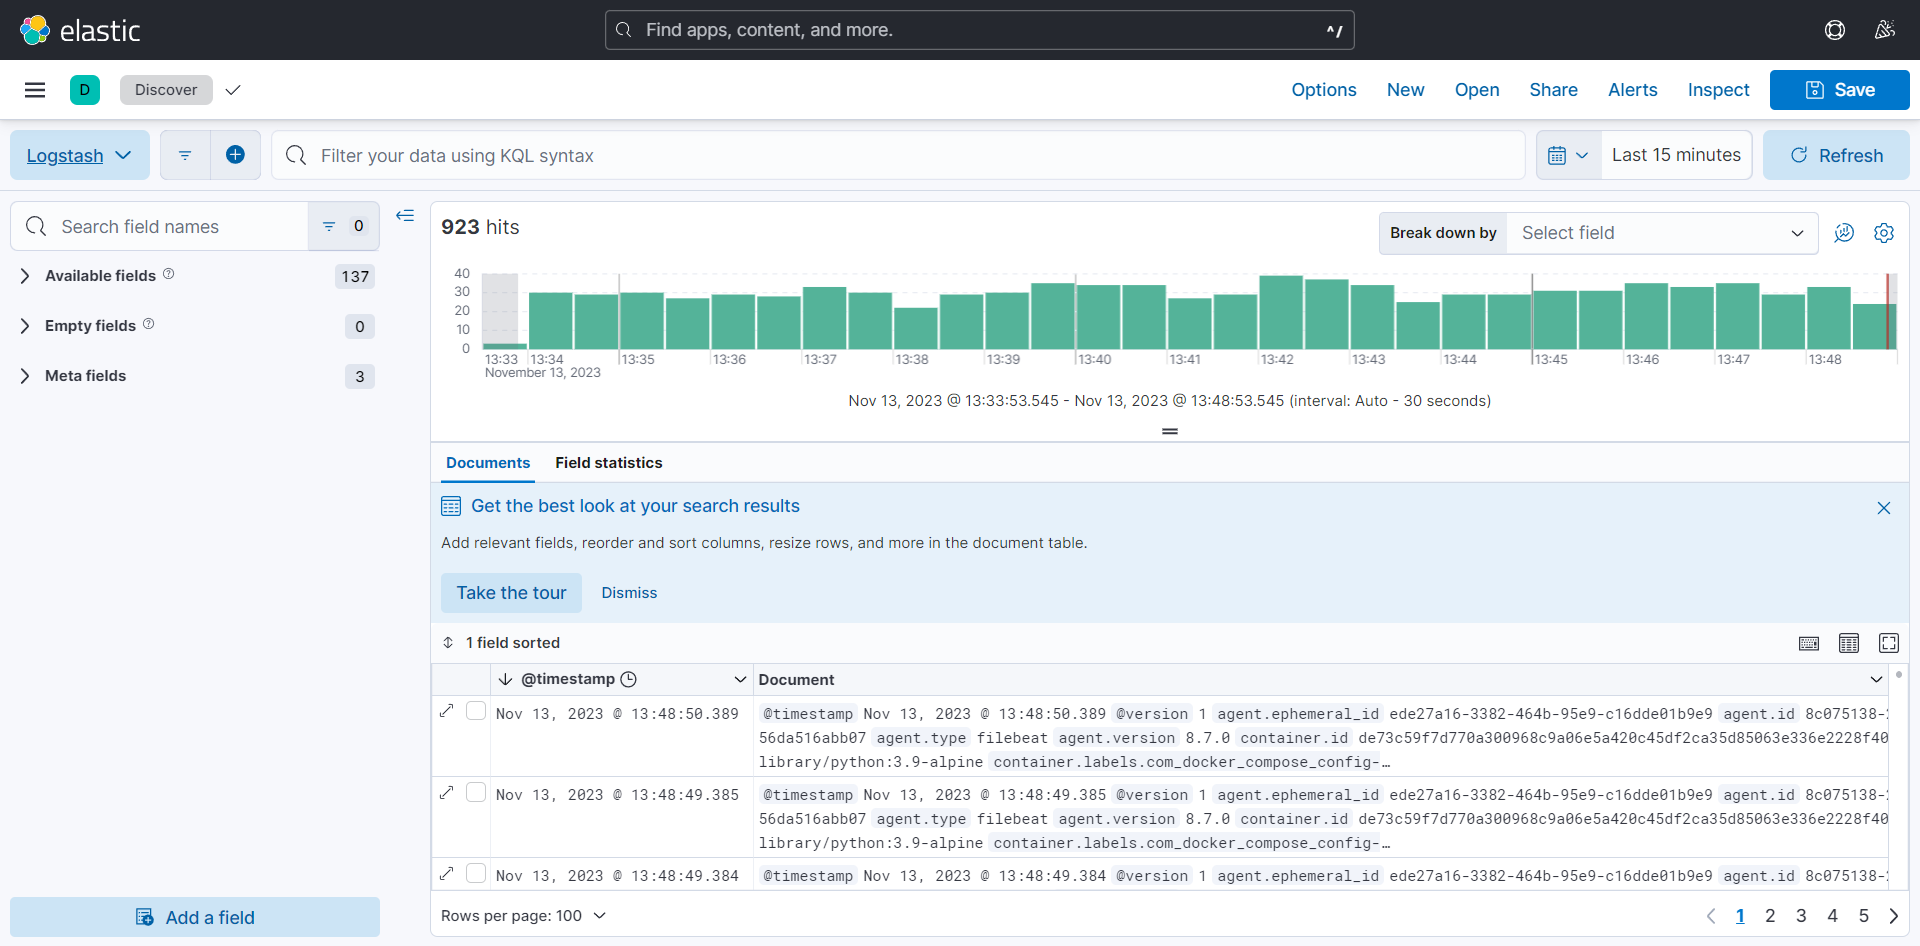 elastic
Find apps, content, and more.
^/
D
Discover
Options
New
Open
Share
Alerts
Inspect
Save
Logstash
Filter your data using KQL syntax
Last 15 minutes
Refresh
Search field names
0
Available fields
137
Empty fields
0
Meta fields
3
Add a field
923 hits
Break down by
Select field
40
30
20
10
0
13:33 13:34 13:35 13:36 13:37 13:38 13:39 13:40 13:41 13:42 13:43 13:44 13:45 13:46 13:47 13:48
November 13, 2023
Nov 13, 2023 @ 13:33:53.545 - Nov 13, 2023 @ 13:48:53.545 (interval: Auto - 30 seconds)
Documents
Field statistics
Get the best look at your search results
Add relevant fields, reorder and sort columns, resize rows, and more in the document table.
Take the tour
Dismiss
1 field sorted
@timestamp
Document
Nov 13, 2023 @ 13:48:50.389
@timestamp Nov 13, 2023 @ 13:48:50.389 @version 1 agent.ephemeral_id ede27a16-3382-464b-95e9-c16dde01b9e9 agent.id 8c075138-
56da516abb07 agent.type filebeat agent.version 8.7.0 container.id de73c59f7d770a300968c9a06e5a420c45df2ca35d85063e336e2228f40
library/python:3.9-alpine container.labels.com_docker_compose_config-…
Nov 13, 2023 @ 13:48:49.385
@timestamp Nov 13, 2023 @ 13:48:49.385 @version 1 agent.ephemeral_id ede27a16-3382-464b-95e9-c16dde01b9e9 agent.id 8c075138-
56da516abb07 agent.type filebeat agent.version 8.7.0 container.id de73c59f7d770a300968c9a06e5a420c45df2ca35d85063e336e2228f40
library/python:3.9-alpine container.labels.com_docker_compose_config-…
Nov 13, 2023 @ 13:48:49.384
@timestamp Nov 13, 2023 @ 13:48:49.384 @version 1 agent.ephemeral_id ede27a16-3382-464b-95e9-c16dde01b9e9 agent.id 8c075138-
Rows per page: 100
1 2 3 4 5